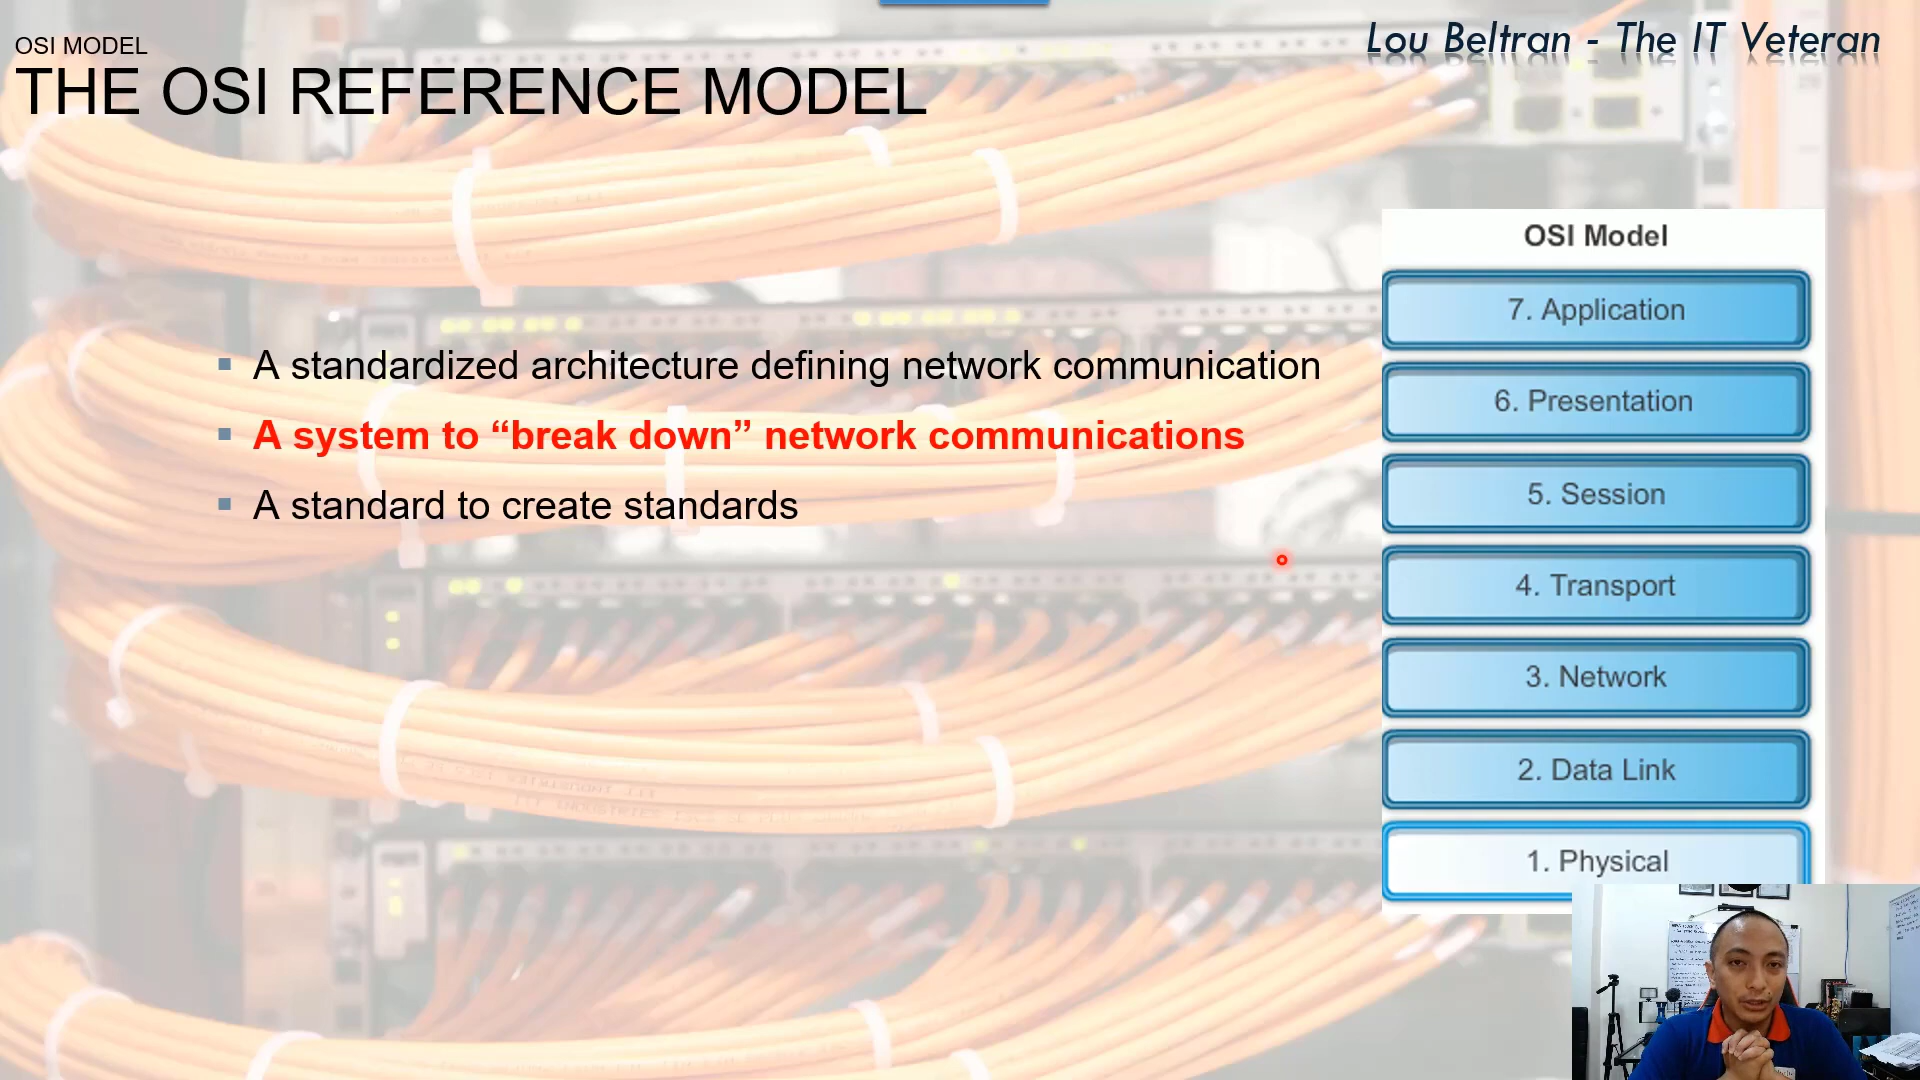 OSI MODEL
THE OSI REFERENCE MODEL
Lou Beltran - The IT Veteran
▪ A standardized architecture defining network communication
▪ A system to “break down” network communications
▪ A standard to create standards
OSI Model
7. Application
6. Presentation
5. Session
4. Transport
3. Network
2. Data Link
1. Physical